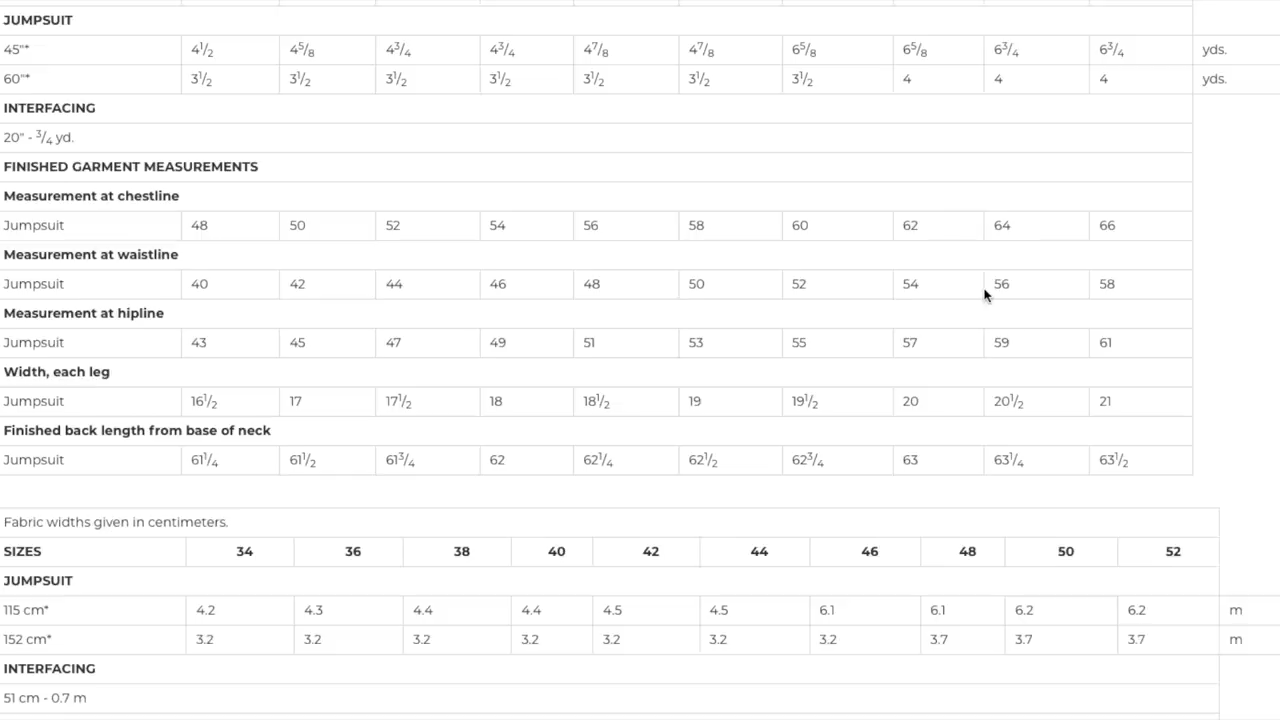 JUMPSUIT
45"* 4 1/2 4 5/8 4 3/4 4 3/4 4 7/8 4 7/8 6 5/8 6 5/8 6 3/4 6 3/4 yds.
60"* 3 1/2 3 1/2 3 1/2 3 1/2 3 1/2 3 1/2 3 1/2 4 4 4 yds.
INTERFACING
20" - 3/4 yd.
FINISHED GARMENT MEASUREMENTS
Measurement at chestline
Jumpsuit 48 50 52 54 56 58 60 62 64 66
Measurement at waistline
Jumpsuit 40 42 44 46 48 50 52 54 56 58
Measurement at hipline
Jumpsuit 43 45 47 49 51 53 55 57 59 61
Width, each leg
Jumpsuit 16 1/2 17 17 1/2 18 18 1/2 19 19 1/2 20 20 1/2 21
Finished back length from base of neck
Jumpsuit 61 1/4 61 1/2 61 3/4 62 62 1/4 62 1/2 62 3/4 63 63 1/4 63 1/2
Fabric widths given in centimeters.
SIZES 34 36 38 40 42 44 46 48 50 52
JUMPSUIT
115 cm* 4.2 4.3 4.4 4.4 4.5 4.5 6.1 6.1 6.2 6.2 m
152 cm* 3.2 3.2 3.2 3.2 3.2 3.2 3.2 3.7 3.7 3.7 m
INTERFACING
51 cm - 0.7 m